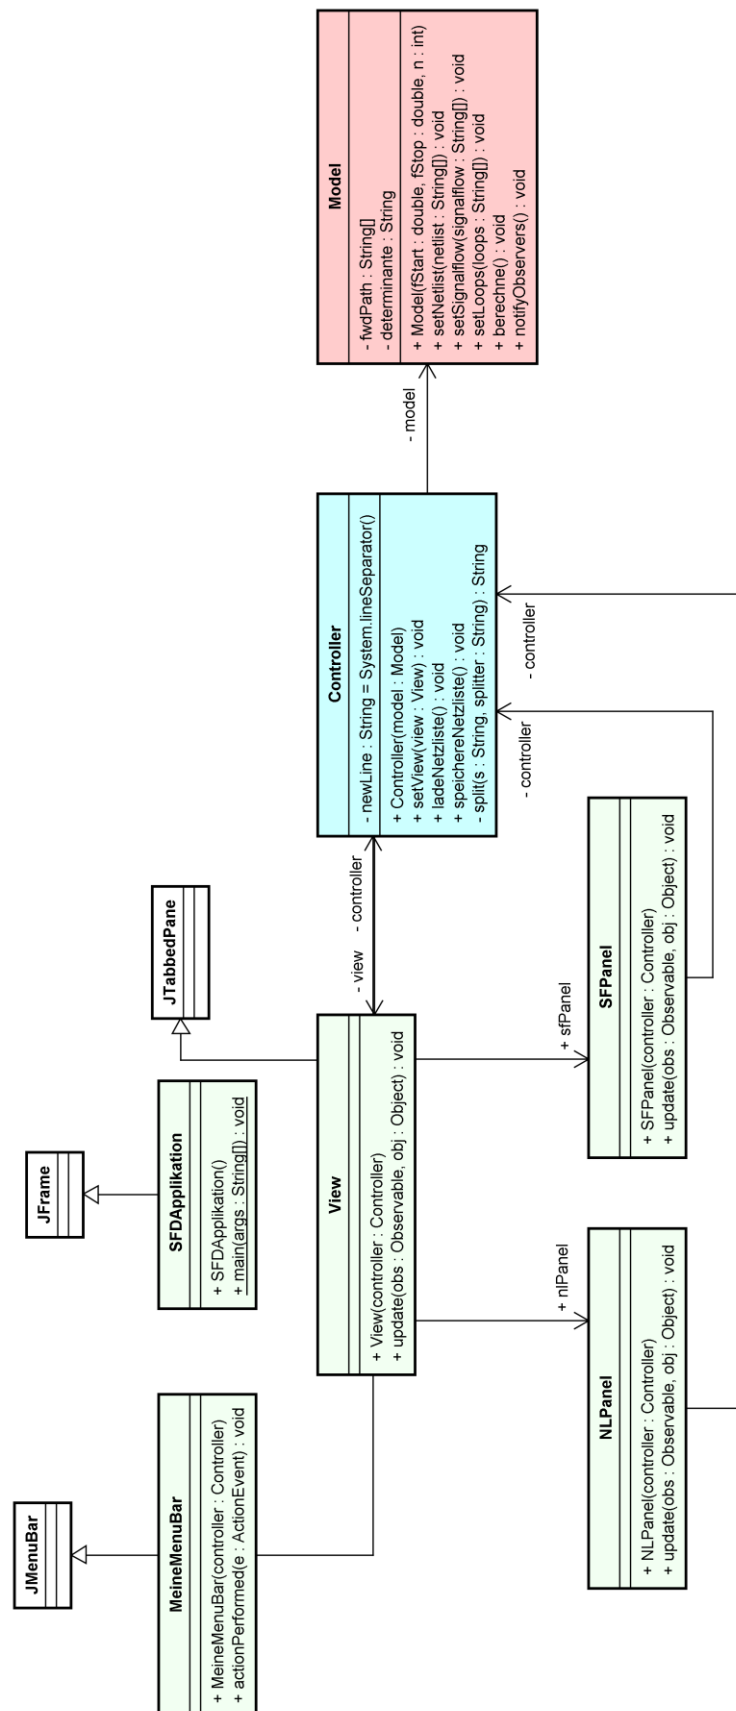 JMenuBar
JFrame
MeineMenuBar
+ MeineMenuBar(controller : Controller)
+ actionPerformed(e : ActionEvent) : void
SFDApplikation
+ SFDApplikation()
+ main(args : String[]) : void
JTabbedPane
View
+ View(controller : Controller)
+ update(obs : Observable, obj : Object) : void
- view
- controller
Controller
- newLine : String = System.lineSeparator()
+ Controller(model : Model)
+ setView(view : View) : void
+ ladeNetzliste() : void
+ speichereNetzliste() : void
- split(s : String, splitter : String) : String
- model
Model
- fwdPath : String[]
- determinante : String
+ Model(fStart : double, fStop : double, n : int)
+ setNetlist(netlist : String[]) : void
+ setSignalflow(signalflow : String[]) : void
+ setLoops(loops : String[]) : void
+ berechne() : void
+ notifyObservers() : void
+ nlPanel
+ sfPanel
- controller
- controller
NLPanel
+ NLPanel(controller : Controller)
+ update(obs : Observable, obj : Object) : void
SFPanel
+ SFPanel(controller : Controller)
+ update(obs : Observable, obj : Object) : void